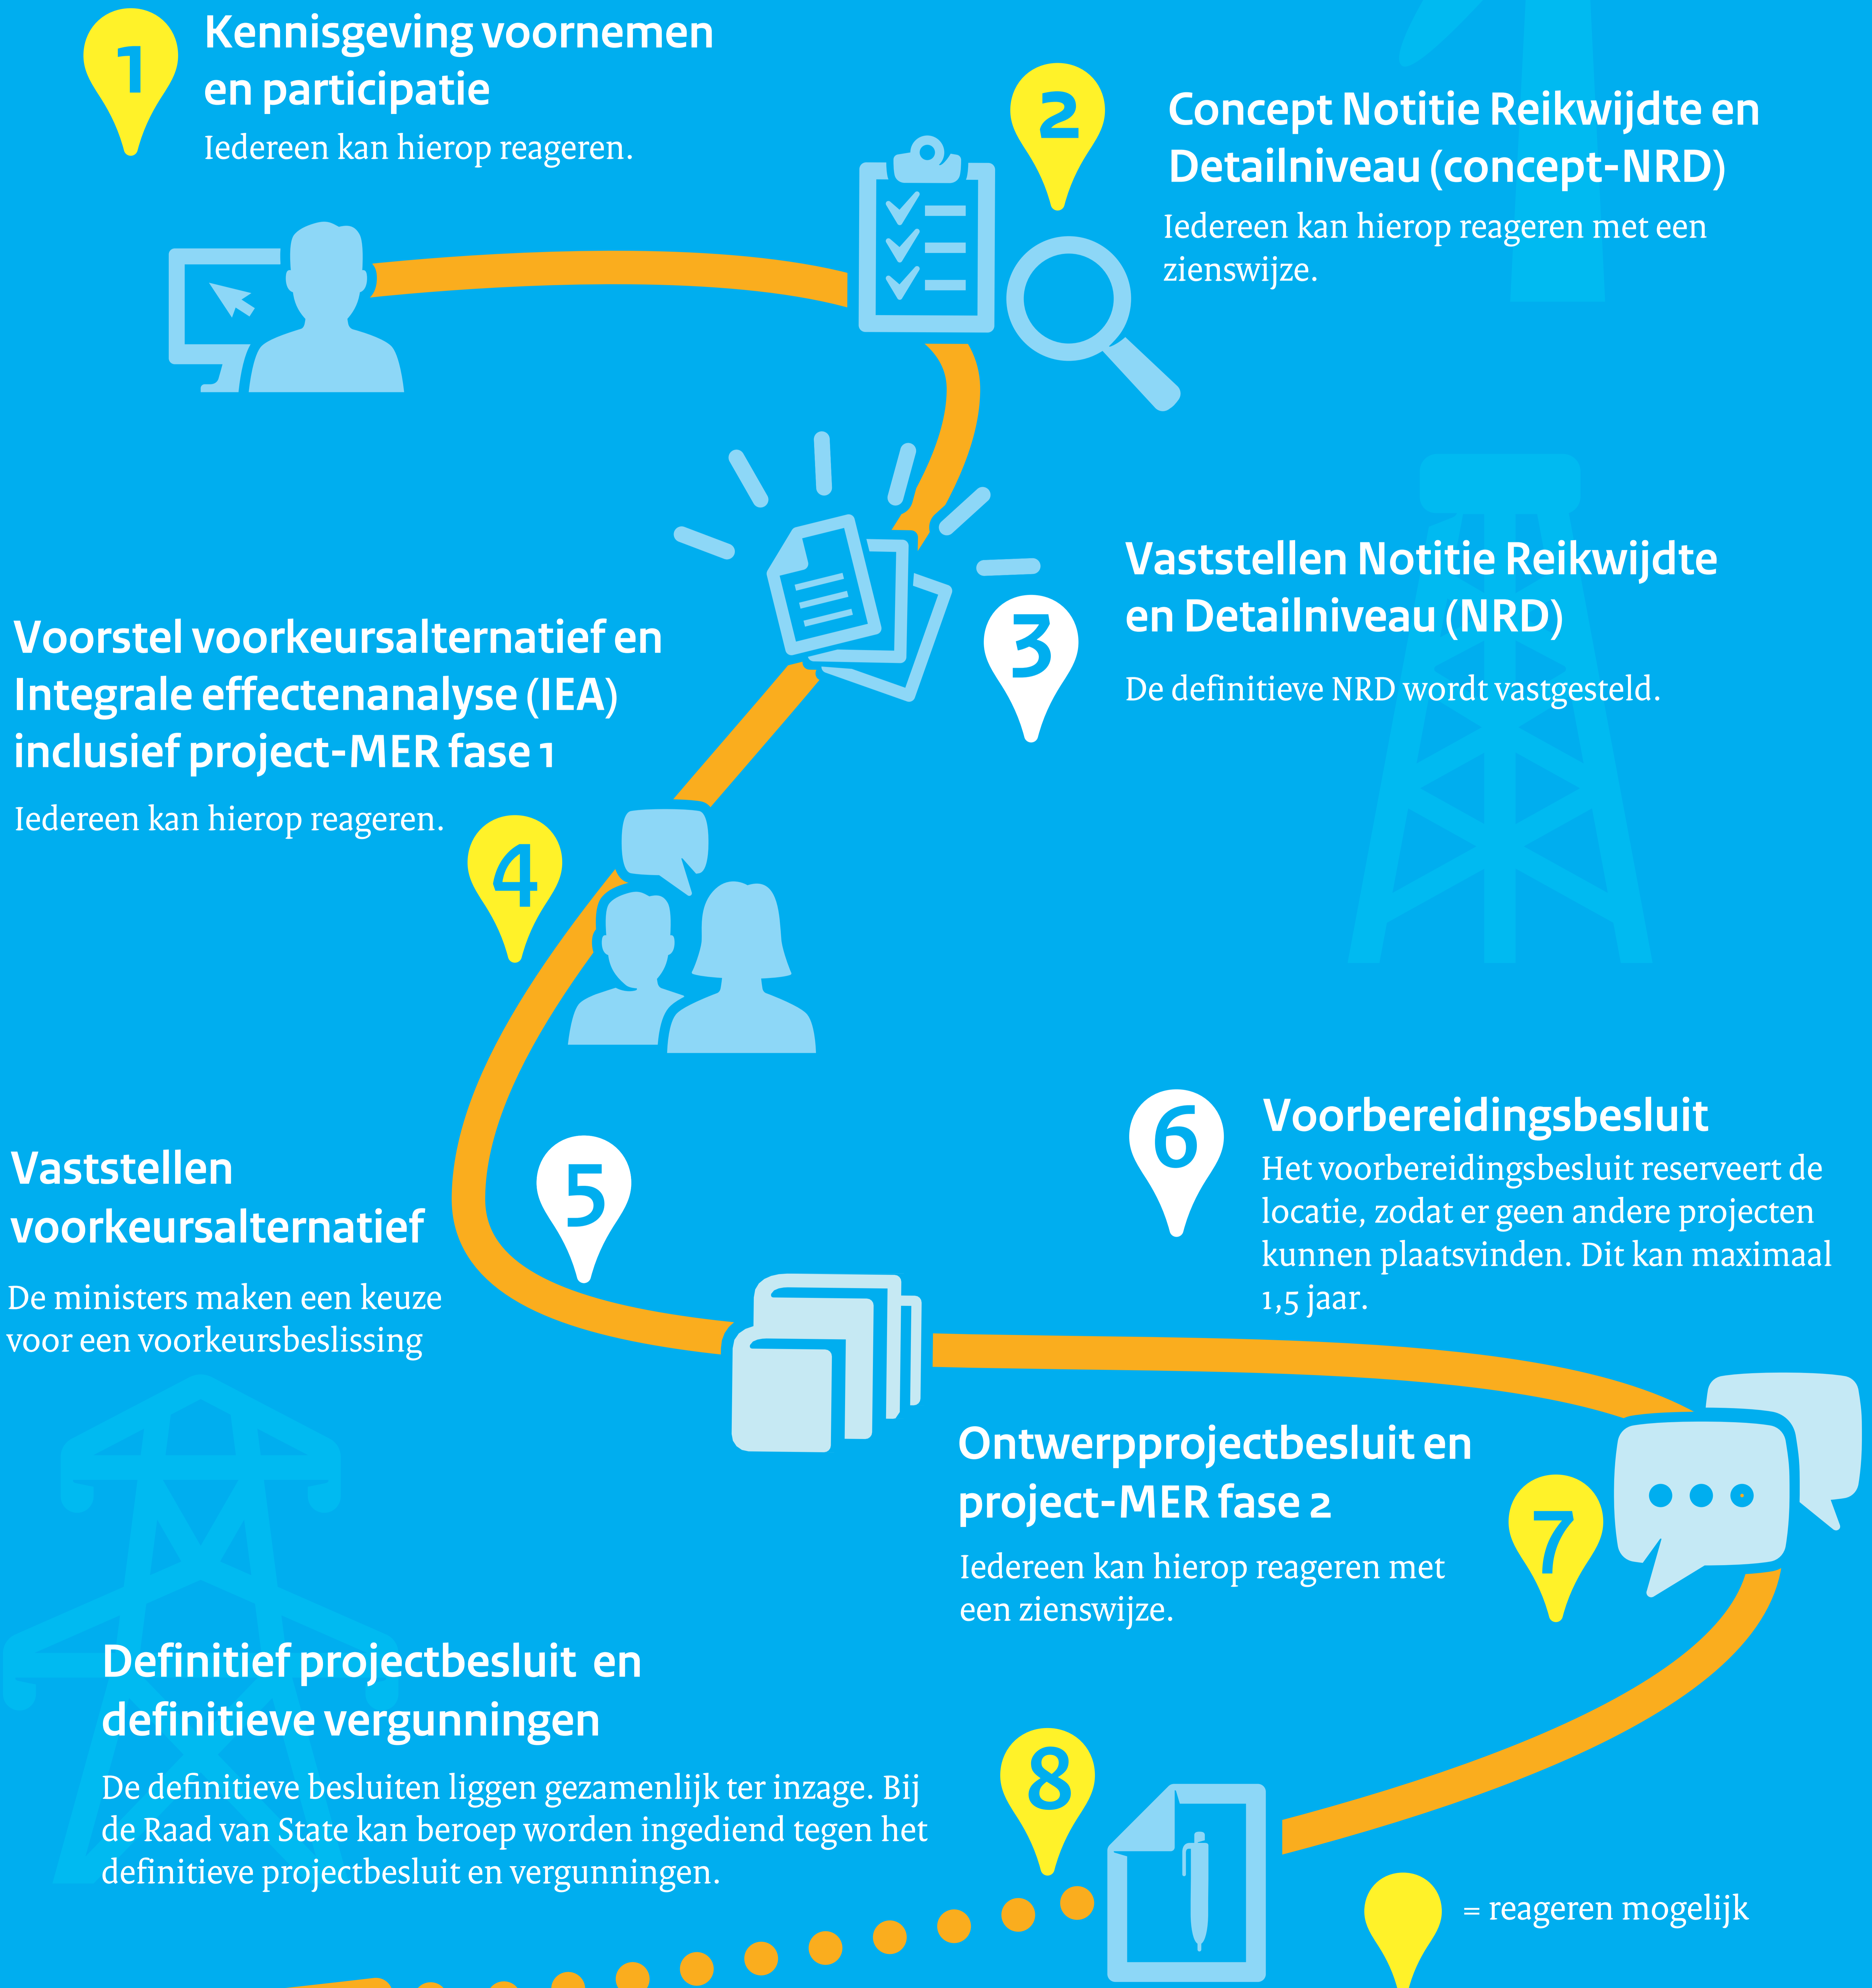 1
Kennisgeving voornemen
en participatie
Iedereen kan hierop reageren.
2
Concept Notitie Reikwijdte en
Detailniveau (concept-NRD)
Iedereen kan hierop reageren met een
zienswijze.
3
Vaststellen Notitie Reikwijdte
en Detailniveau (NRD)
De definitieve NRD wordt vastgesteld.
Voorstel voorkeursalternatief en
Integrale effectenanalyse (IEA)
inclusief project-MER fase 1
Iedereen kan hierop reageren.
4
Vaststellen
voorkeursalternatief
De ministers maken een keuze
voor een voorkeursbeslissing
5
6
Voorbereidingsbesluit
Het voorbereidingsbesluit reserveert de
locatie, zodat er geen andere projecten
kunnen plaatsvinden. Dit kan maximaal
1,5 jaar.
Ontwerpprojectbesluit en
project-MER fase 2
Iedereen kan hierop reageren met
een zienswijze.
7
Definitief projectbesluit en
definitieve vergunningen
De definitieve besluiten liggen gezamenlijk ter inzage. Bij
de Raad van State kan beroep worden ingediend tegen het
definitieve projectbesluit en vergunningen.
8
= reageren mogelijk